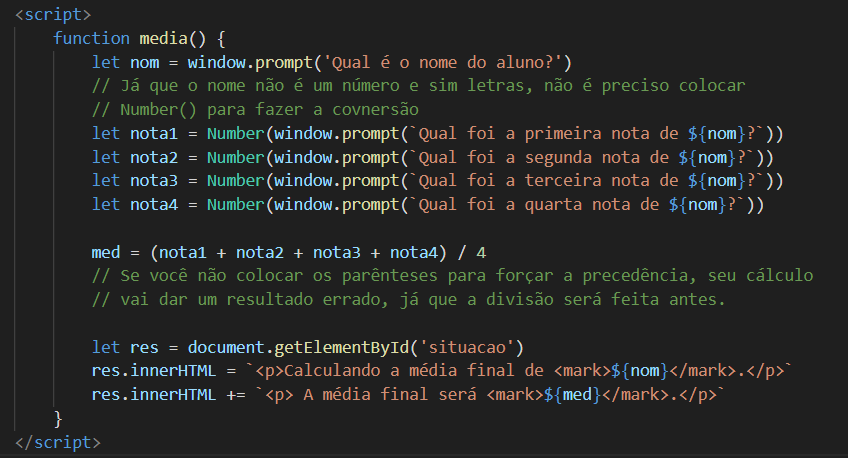 <script>
function media() {
let nom = window.prompt('Qual é o nome do aluno?')
// Já que o nome não é um número e sim letras, não é preciso colocar
// Number() para fazer a covnersão
let nota1 = Number(window.prompt(`Qual foi a primeira nota de ${nom}?`))
let nota2 = Number(window.prompt(`Qual foi a segunda nota de ${nom}?`))
let nota3 = Number(window.prompt(`Qual foi a terceira nota de ${nom}?`))
let nota4 = Number(window.prompt(`Qual foi a quarta nota de ${nom}?`))
med = (nota1 + nota2 + nota3 + nota4) / 4
// Se você não colocar os parênteses para forçar a precedência, seu cálculo
// vai dar um resultado errado, já que a divisão será feita antes.
let res = document.getElementById('situacao')
res.innerHTML = `<p>Calculando a média final de <mark>${nom}</mark>.</p>`
res.innerHTML += `<p> A média final será <mark>${med}</mark>.</p>`
}
</script>